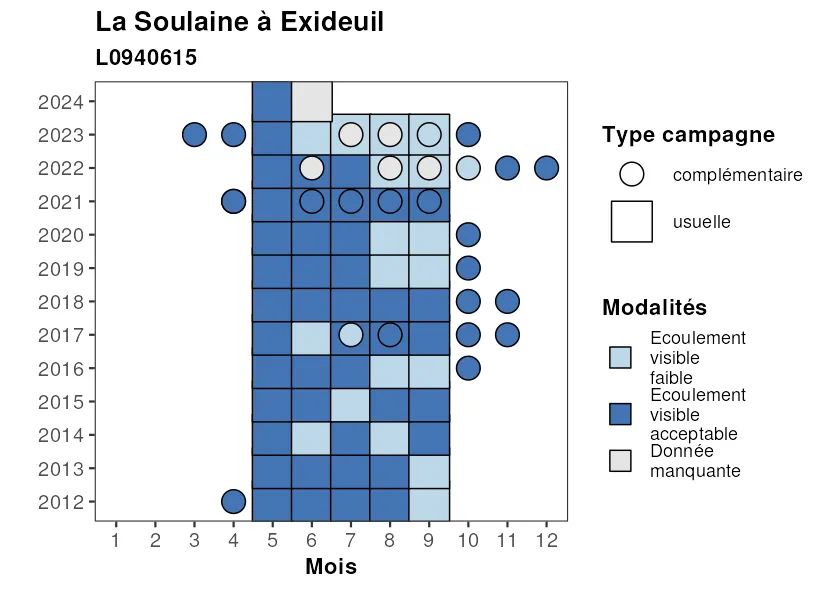 La Soulaine à Exideuil
L0940615
2024
2023
2022
2021
2020
2019
2018
2017
2016
2015
2014
2013
2012
1 2 3 4 5 6 7 8 9 10 11 12
Mois
Type campagne
complémentaire
usuelle
Modalités
Ecoulement
visible
faible
Ecoulement
visible
acceptable
Donnée
manquante